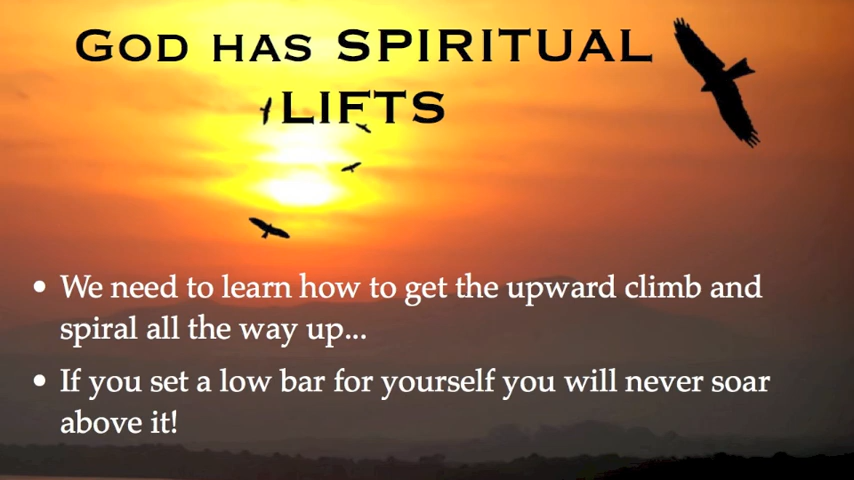 God has SPIRITUAL
LIFTS
• We need to learn how to get the upward climb and
spiral all the way up...
• If you set a low bar for yourself you will never soar
above it!